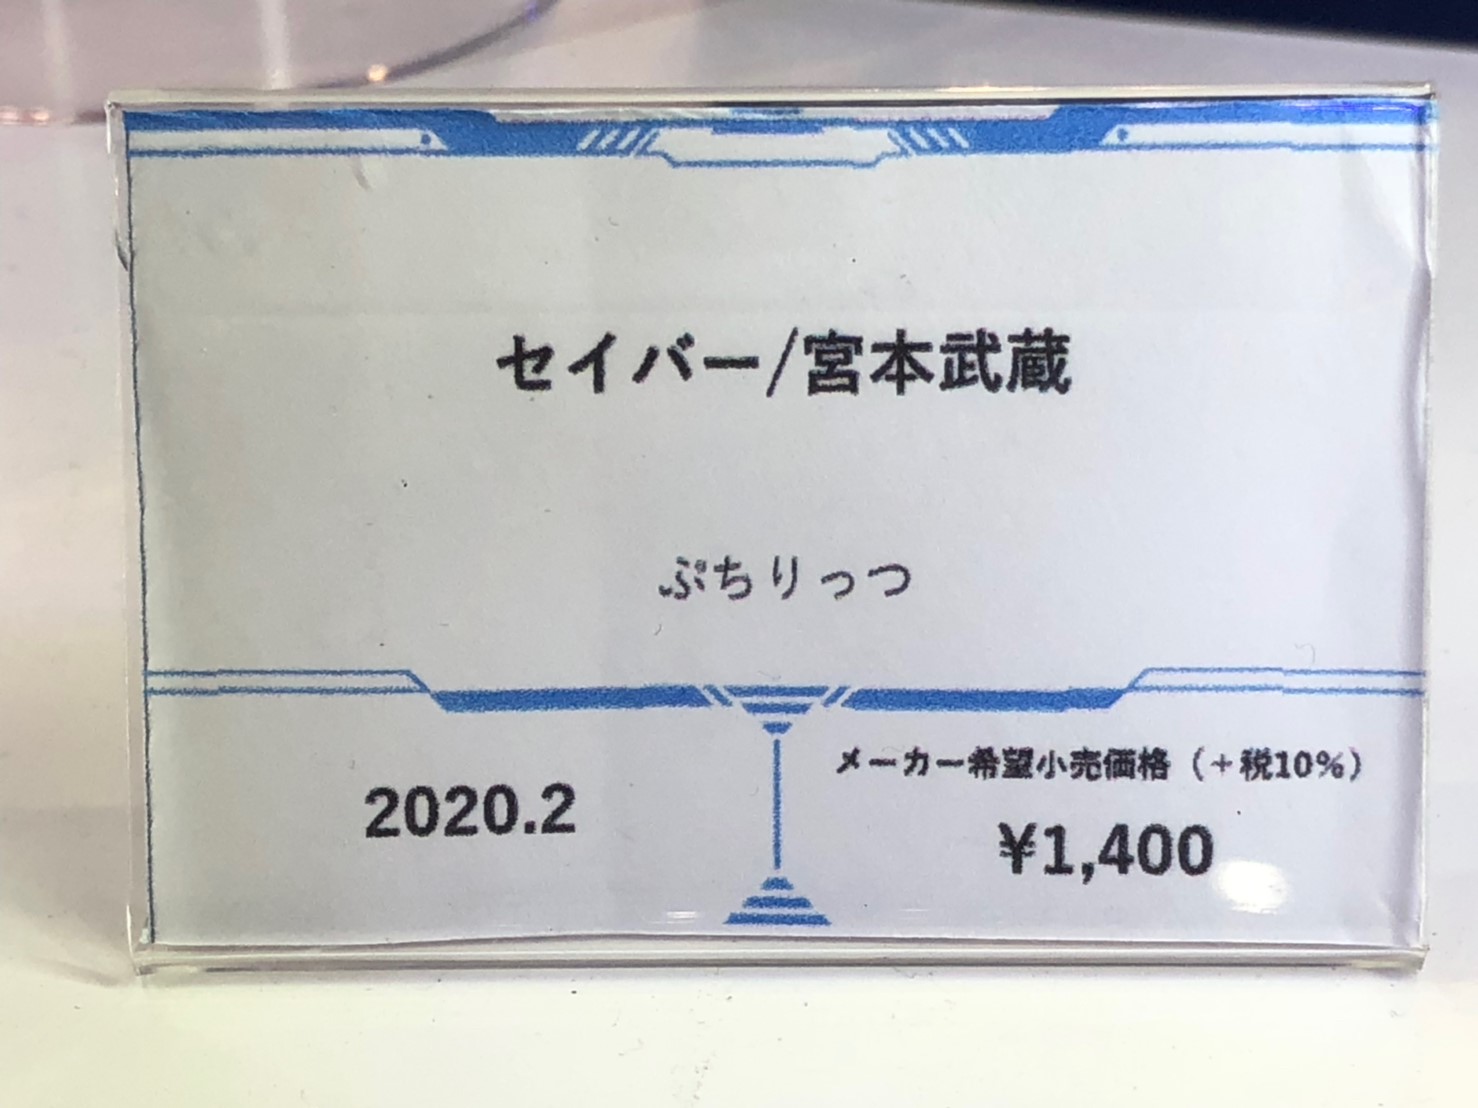 セイバー/宮本武蔵
ぷちりっつ
2020.2
メーカー希望小売価格（＋税10%）
¥1,400